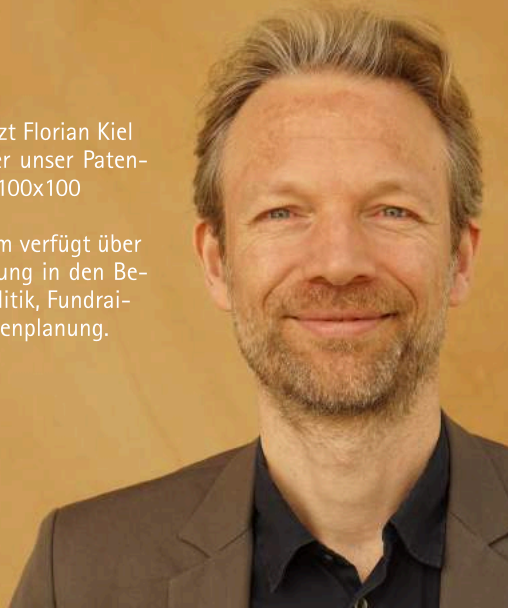 zt Florian Kiel
er unser Paten-
100x100
m verfügt über
ung in den Be-
litik, Fundrai-
enplanung.